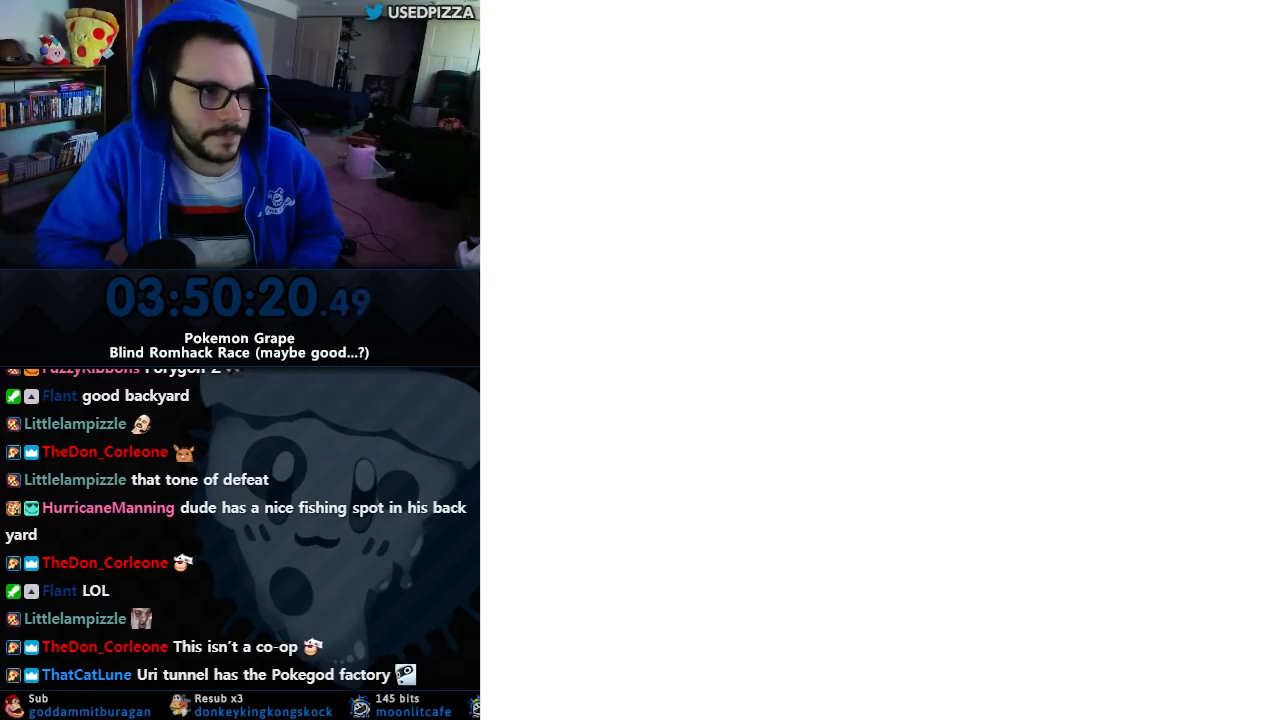 USEDPIZZA
03:50:20.49
Pokemon Grape
Blind Romhack Race (maybe good...?)
FuzzyRibbons Porygon Z
Flant good backyard
Littlelampizzle
TheDon_Corleone
Littlelampizzle that tone of defeat
HurricaneManning dude has a nice fishing spot in his back
yard
TheDon_Corleone
Flant LOL
Littlelampizzle
TheDon_Corleone This isn't a co-op
ThatCatLune Uri tunnel has the Pokegod factory
Sub
goddammitburagan
Resub x3
donkeykingkongskock
145 bits
moonlitcafe